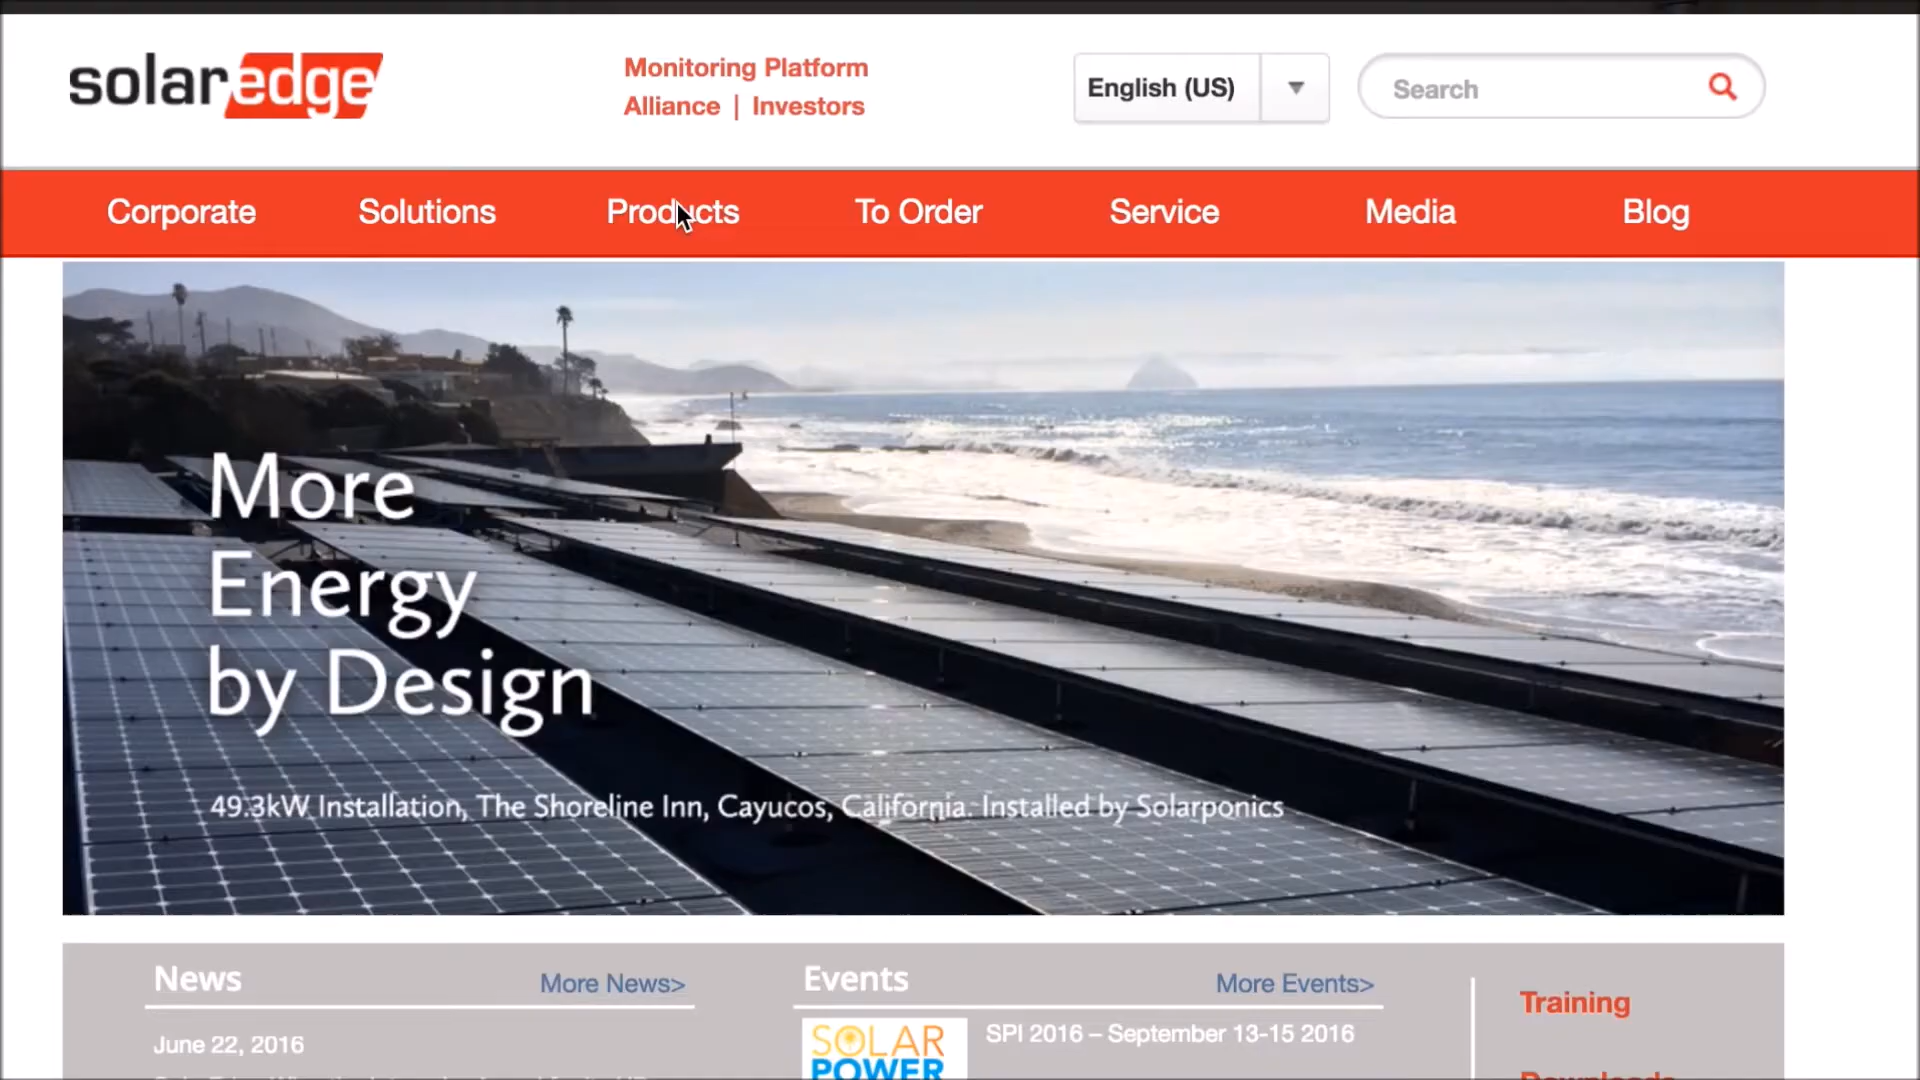 solaredge
Monitoring Platform
Alliance | Investors
English (US)
Search
Corporate
Solutions
Products
To Order
Service
Media
Blog
More
Energy
by Design
49.3kW Installation, The Shoreline Inn, Cayucos, California. Installed by Solarponics
News
More News>
June 22, 2016
Events
More Events>
SOLAR
POWER
SPI 2016 – September 13-15 2016
Training
Downloads